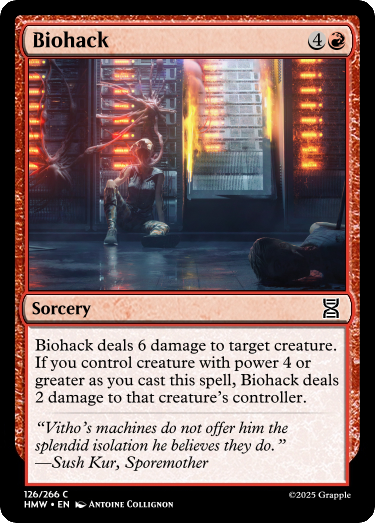 Biohack 4
Sorcery
Biohack deals 6 damage to target creature.
If you control creature with power 4 or
greater as you cast this spell, Biohack deals
2 damage to that creature's controller.
“Vitho's machines do not offer him the
splendid isolation he believes they do.”
—Sush Kur, Sporemother
126/266 C
HMW • EN Antoine Collignon
©2025 Grapple